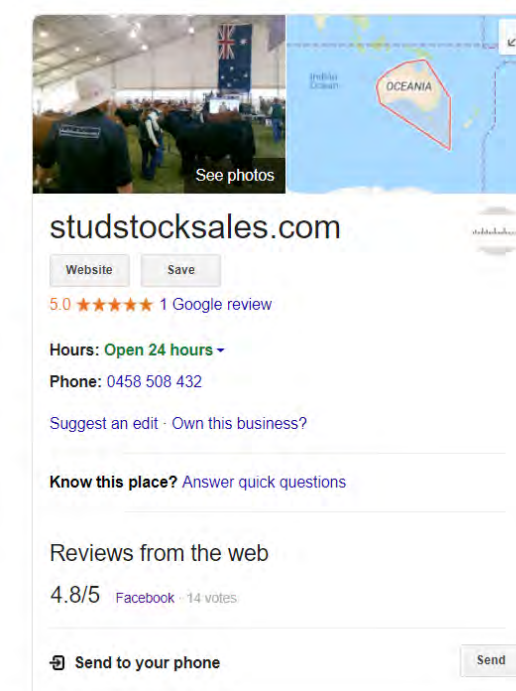 Indian
Ocean
OCEANIA
See photos
studstocksales.com
Website
Save
5.0 ★★★★★ 1 Google review
Hours: Open 24 hours
Phone: 0458 508 432
Suggest an edit · Own this business?
Know this place? Answer quick questions
Reviews from the web
4.8/5 Facebook · 14 votes
Send to your phone
Send